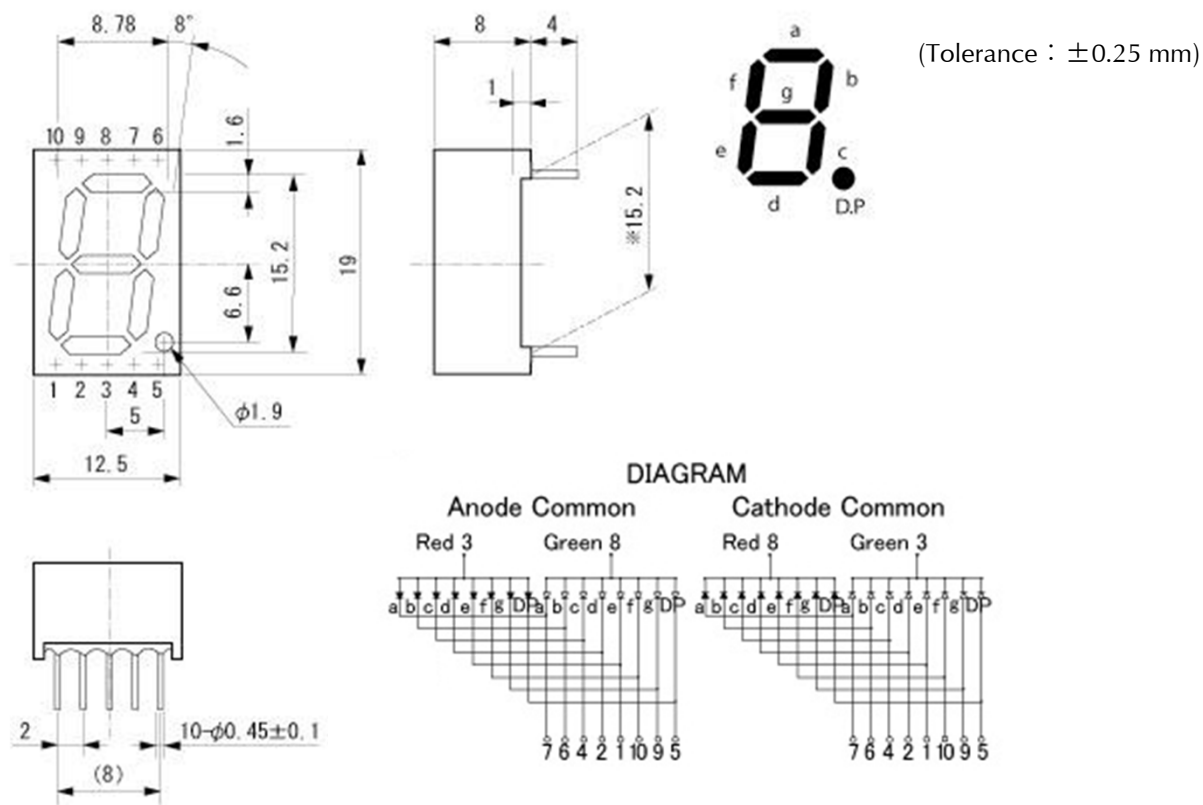 8.78 8°
8 4
a
(Tolerance : ±0.25 mm)
f b
g
1
1.6
10 9 8 7 6
e c
d D.P
15.2
19
6.6
※15.2
1 2 3 4 5
5
φ1.9
12.5
DIAGRAM
Anode Common Cathode Common
Red 3 Green 8 Red 8 Green 3
a b c d e f g DP a b c d e f g DP a b c d e f g DP a b c d e f g DP
2
10-φ0.45±0.1
(8)
7 6 4 2 1 10 9 5 7 6 4 2 1 10 9 5